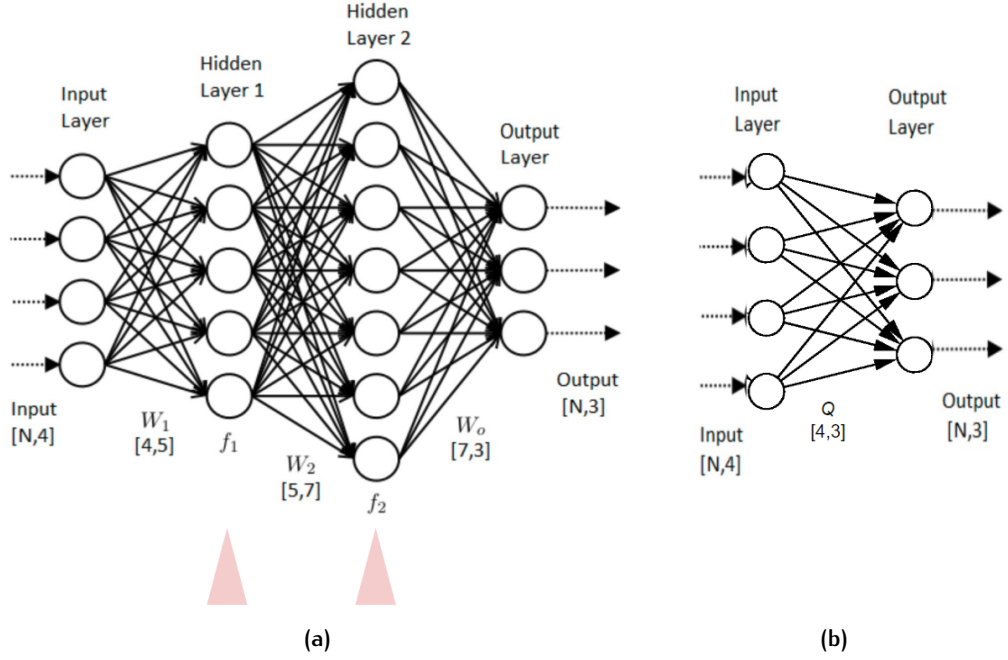 Input
Layer
Hidden
Layer 1
Hidden
Layer 2
Output
Layer
Input
[N,4]
W₁
[4,5]
f₁
W₂
[5,7]
f₂
Wₒ
[7,3]
Output
[N,3]
(a)
Input
Layer
Output
Layer
Input
[N,4]
Q
[4,3]
Output
[N,3]
(b)